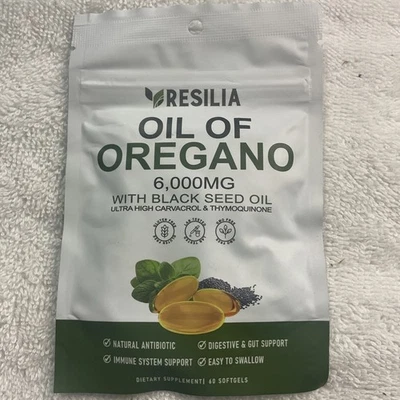 RESILIA
OIL OF
OREGANO
6,000MG
WITH BLACK SEED OIL
ULTRA HIGH CARVACROL & THYMOQUINONE
NATURAL ANTIBIOTIC
DIGESTIVE & GUT SUPPORT
IMMUNE SYSTEM SUPPORT
EASY TO SWALLOW
DIETARY SUPPLEMENT| 60 SOFTGELS